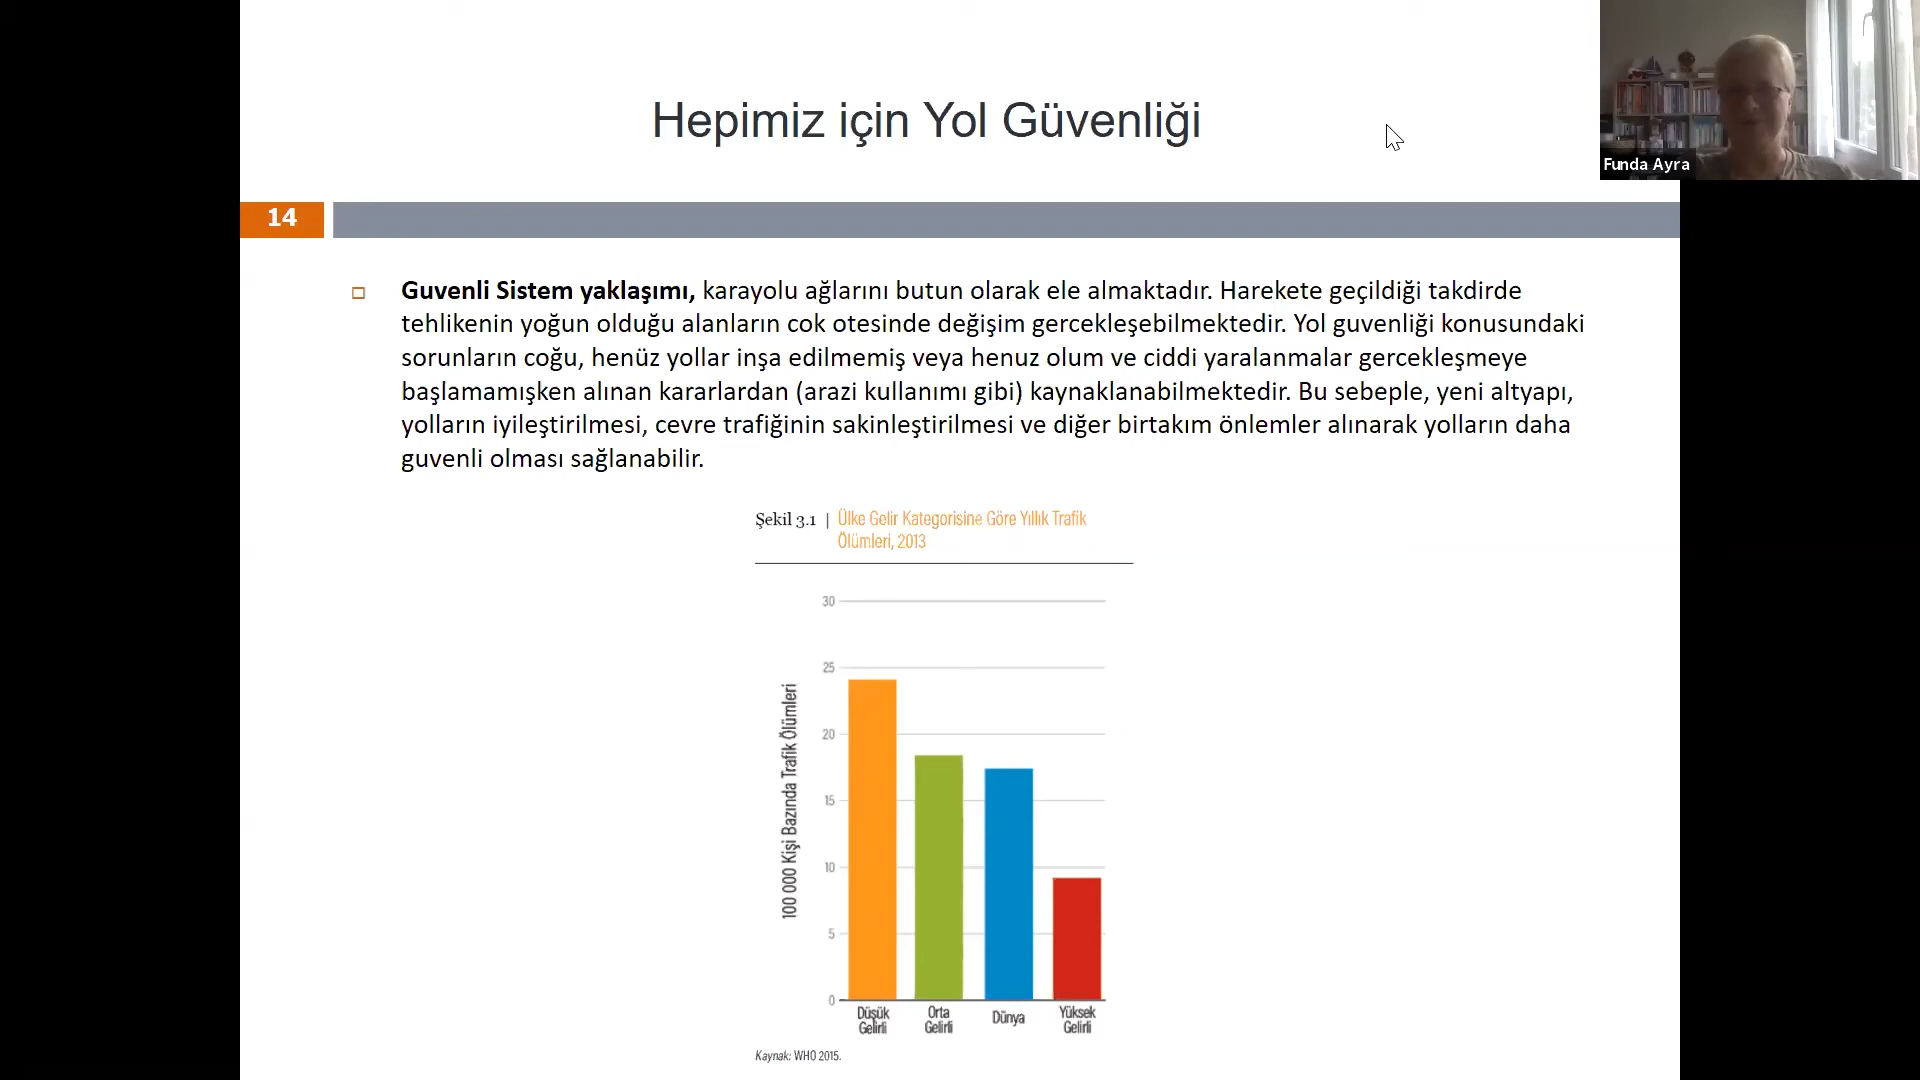 Hepimiz için Yol Güvenliği
Funda Ayra
14
Guvenli Sistem yaklaşımı, karayolu ağlarını butun olarak ele almaktadır. Harekete geçildiği takdirde
tehlikenin yoğun olduğu alanların cok otesinde değişim gercekleşebilmektedir. Yol guvenliği konusundaki
sorunların coğu, henüz yollar inşa edilmemiş veya henuz olum ve ciddi yaralanmalar gercekleşmeye
başlamamışken alınan kararlardan (arazi kullanımı gibi) kaynaklanabilmektedir. Bu sebeple, yeni altyapı,
yolların iyileştirilmesi, cevre trafiğinin sakinleştirilmesi ve diğer birtakım önlemler alınarak yolların daha
guvenli olması sağlanabilir.
Şekil 3.1 | Ülke Gelir Kategorisine Göre Yıllık Trafik
Ölümleri, 2013
100 000 Kişi Bazında Trafik Ölümleri
30
25
20
15
10
5
0
Düşük Gelirli
Orta Gelirli
Dünya
Yüksek Gelirli
Kaynak: WHO 2015.